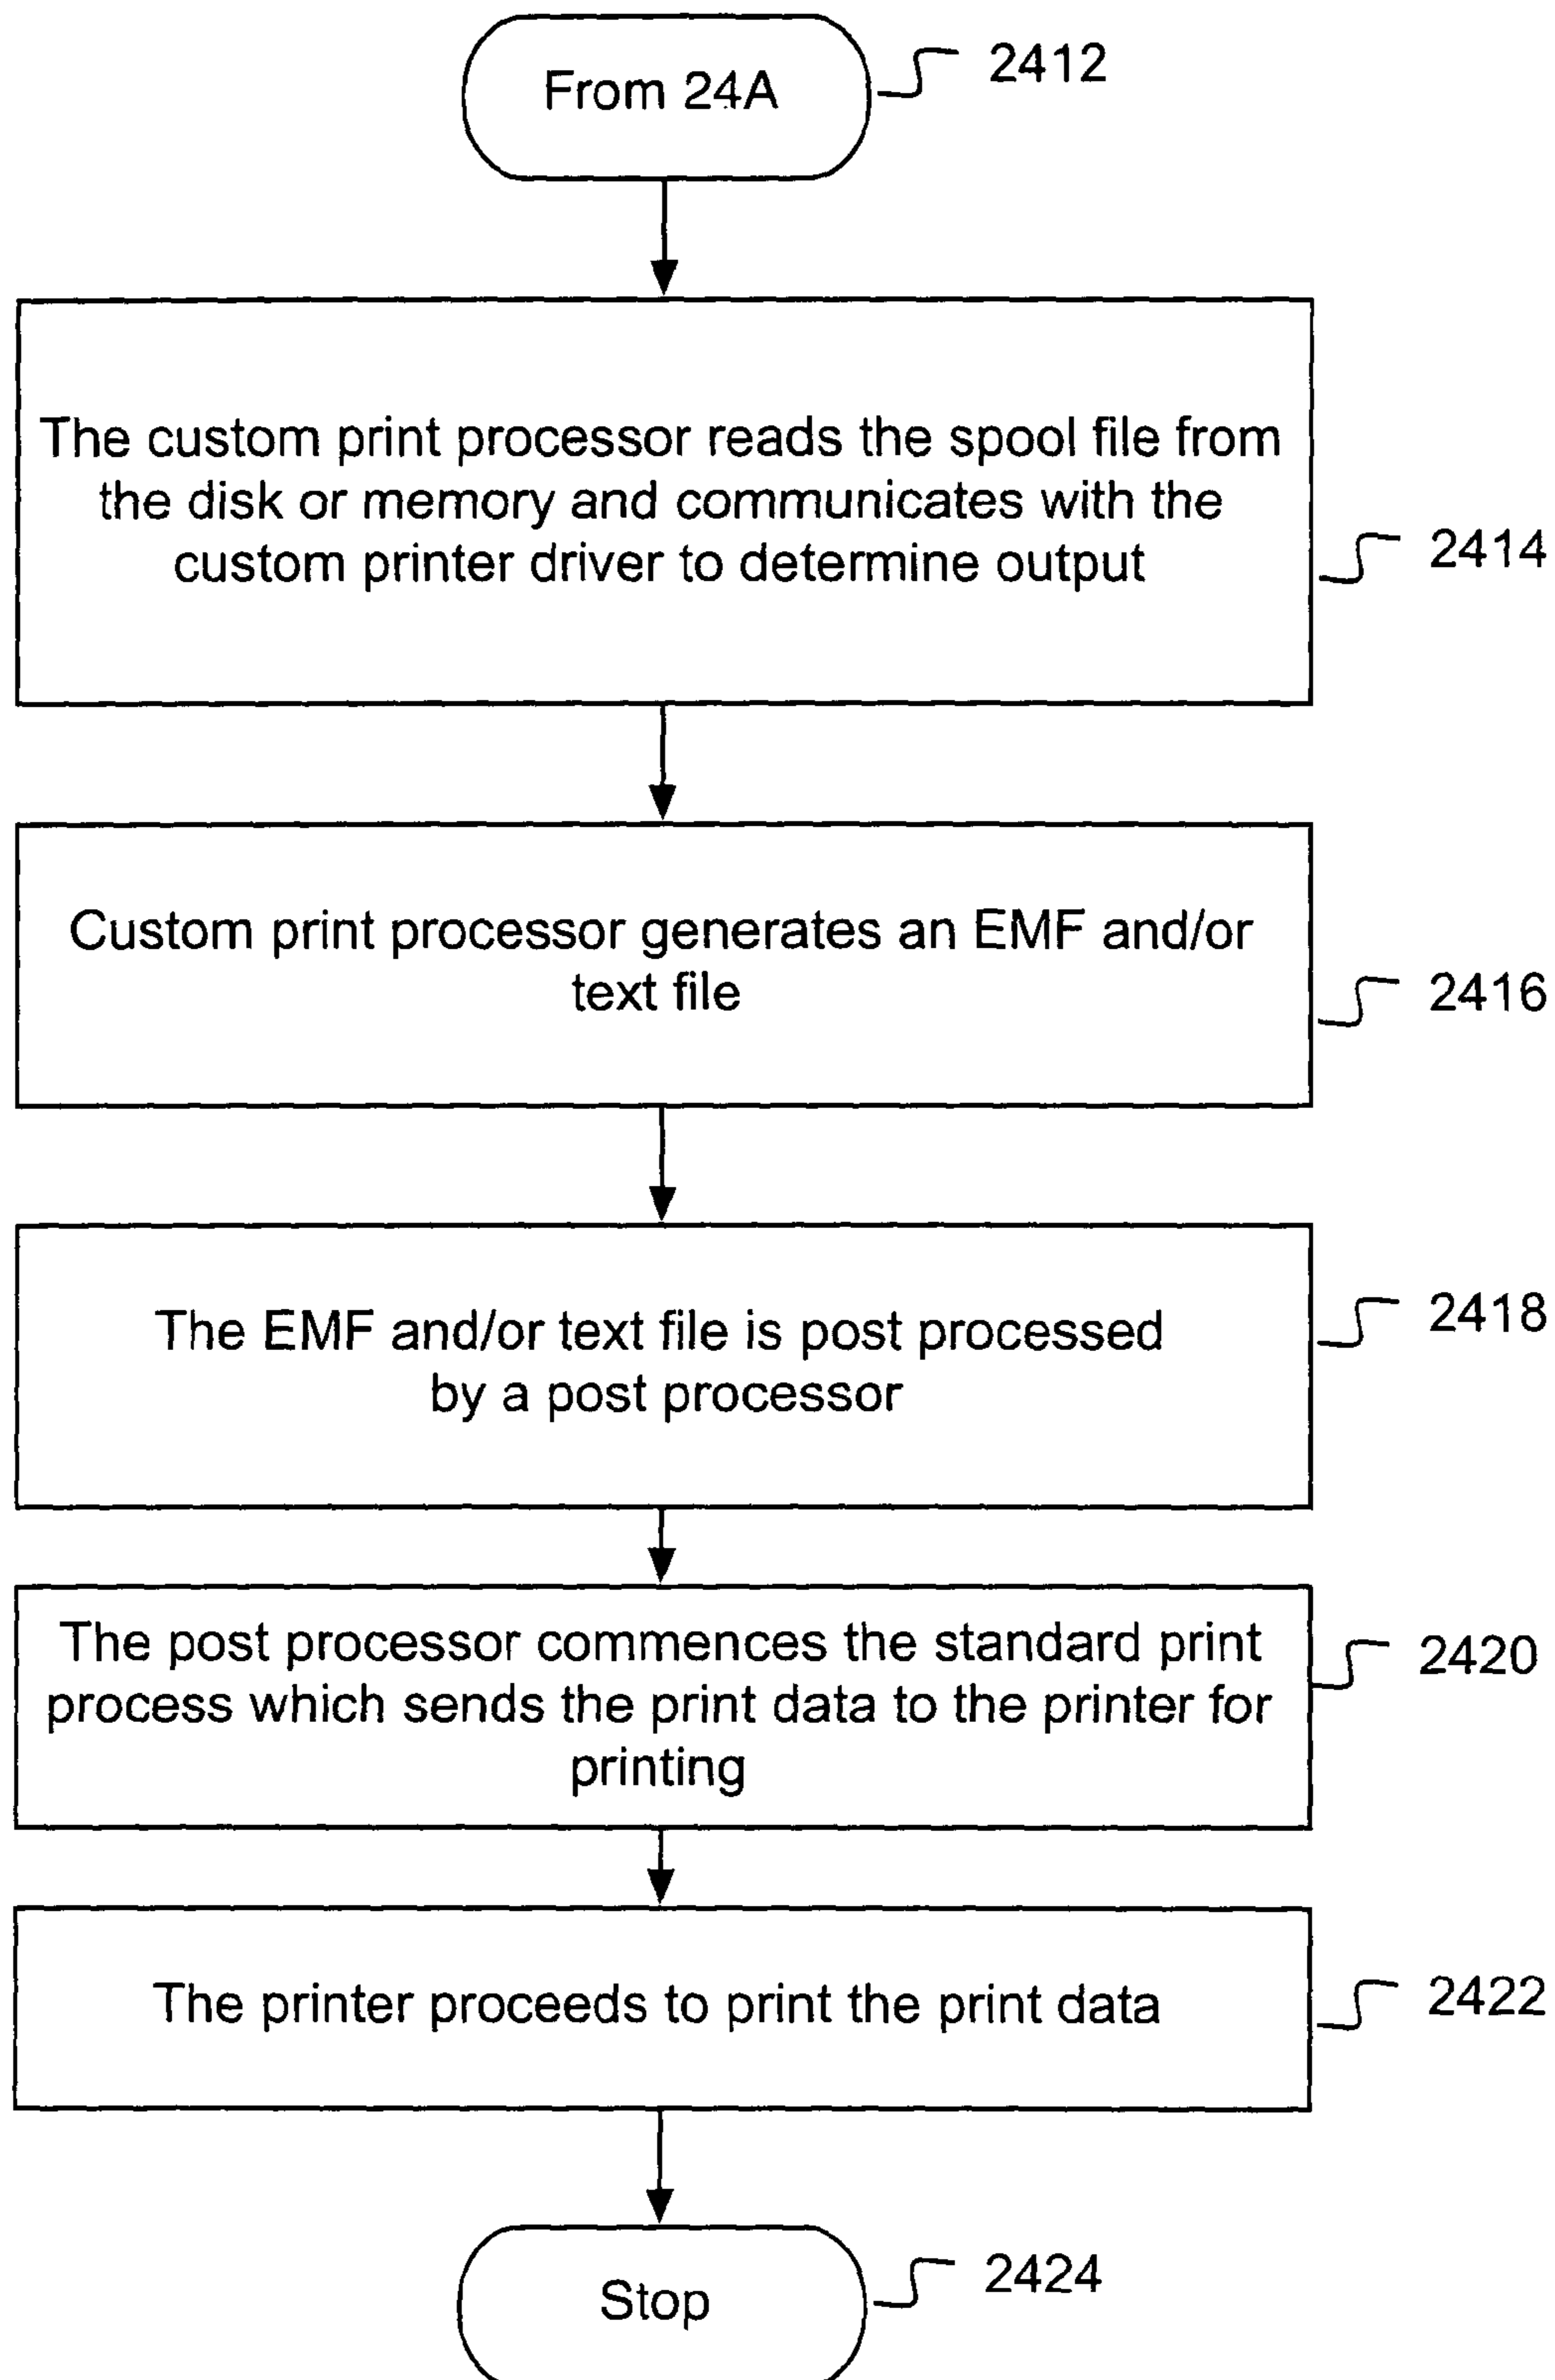 From 24A
2412
The custom print processor reads the spool file from
the disk or memory and communicates with the
custom printer driver to determine output
2414
Custom print processor generates an EMF and/or
text file
2416
The EMF and/or text file is post processed
by a post processor
2418
The post processor commences the standard print
process which sends the print data to the printer for
printing
2420
The printer proceeds to print the print data
2422
Stop
2424